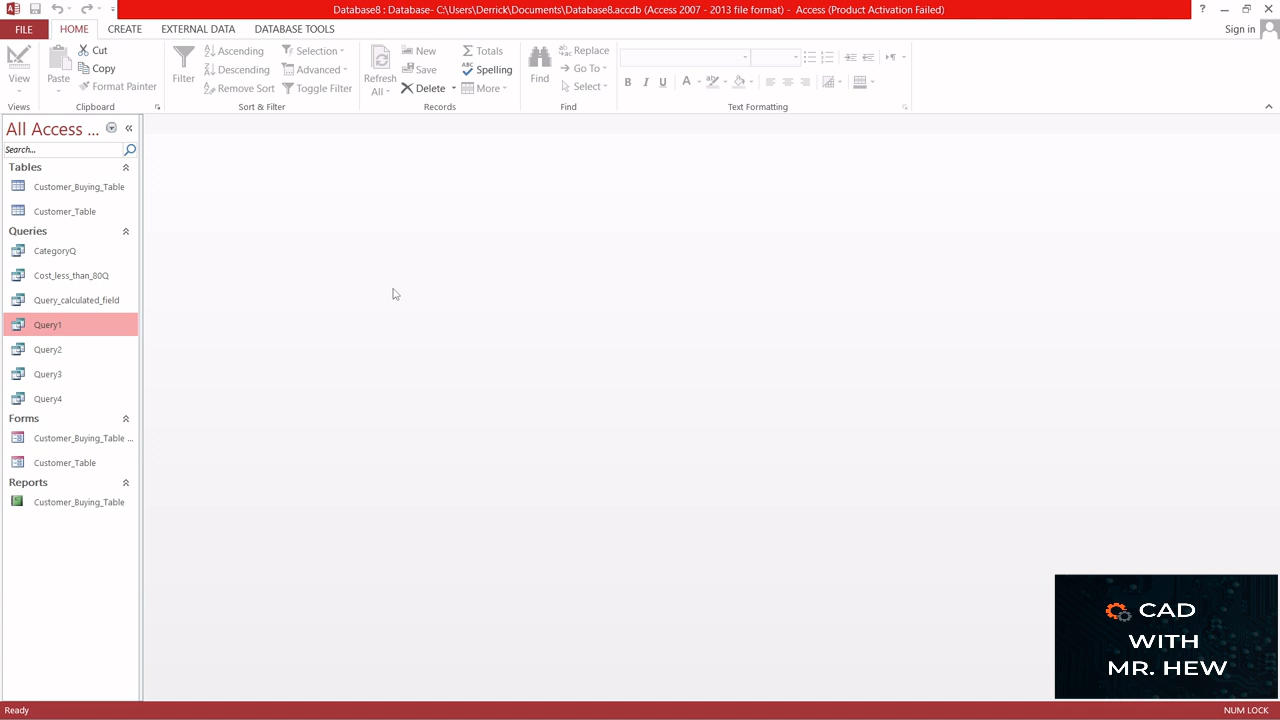 Database8 : Database- C:\Users\Derrick\Documents\Database8.accdb (Access 2007 - 2013 file format) - Access (Product Activation Failed)
?
FILE HOME CREATE EXTERNAL DATA DATABASE TOOLS Sign in
View
Views
Paste
Cut
Copy
Format Painter
Clipboard
Filter
Ascending
Descending
Remove Sort
Selection
Advanced
Toggle Filter
Sort & Filter
Refresh
All
New
Save
Delete
Totals
Spelling
More
Records
Find
Replace
Go To
Select
Find
B I U A
Text Formatting
All Access ...
Search...
Tables
Customer_Buying_Table
Customer_Table
Queries
CategoryQ
Cost_less_than_80Q
Query_calculated_field
Query1
Query2
Query3
Query4
Forms
Customer_Buying_Table ...
Customer_Table
Reports
Customer_Buying_Table
CAD
WITH
MR. HEW
Ready NUM LOCK